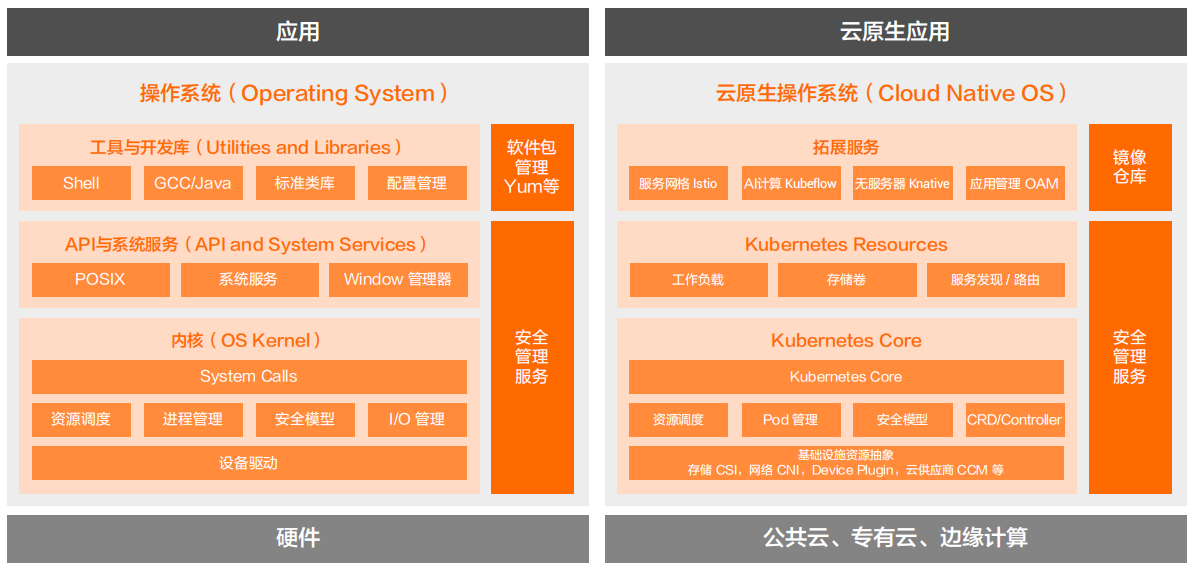 应用
操作系统（Operating System）
工具与开发库（Utilities and Libraries）
Shell
GCC/Java
标准类库
配置管理
软件包
管理
Yum等
API与系统服务（API and System Services）
POSIX
系统服务
Window 管理器
内核（OS Kernel）
System Calls
资源调度
进程管理
安全模型
I/O 管理
设备驱动
安全
管理
服务
硬件
云原生应用
云原生操作系统（Cloud Native OS）
拓展服务
服务网格 Istio
AI计算 Kubeflow
无服务器 Knative
应用管理 OAM
镜像
仓库
Kubernetes Resources
工作负载
存储卷
服务发现 / 路由
Kubernetes Core
Kubernetes Core
资源调度
Pod 管理
安全模型
CRD/Controller
基础设施资源抽象
存储 CSI，网络 CNI，Device Plugin，云供应商 CCM 等
安全
管理
服务
公共云、专有云、边缘计算